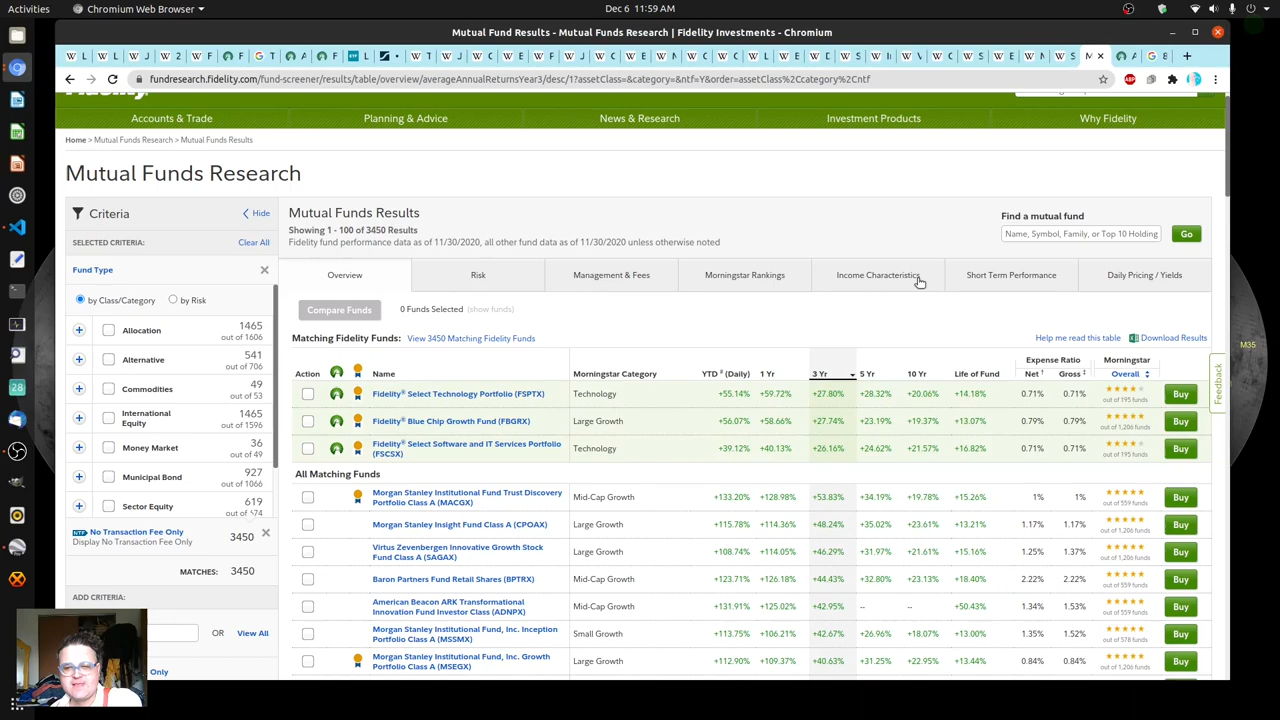 Activities
Chromium Web Browser
Dec 6 11:59 AM
Mutual Fund Results - Mutual Funds Research | Fidelity Investments - Chromium
fundresearch.fidelity.com/fund-screener/results/table/overview/averageAnnualReturnsYear3/desc/1?assetClass=&category=&ntf=Y&order=assetClass%2Ccategory%2Cntf
Accounts & Trade
Planning & Advice
News & Research
Investment Products
Why Fidelity
Home > Mutual Funds Research > Mutual Funds Results
Mutual Funds Research
Criteria
Hide
SELECTED CRITERIA:
Clear All
Fund Type
by Class/Category
by Risk
Allocation 1465
out of 1606
Alternative 541
out of 706
Commodities 49
out of 53
International Equity 1465
out of 1596
Money Market 36
out of 49
Municipal Bond 927
out of 1066
Sector Equity 619
out of 674
NTF No Transaction Fee Only
Display No Transaction Fee Only
3450
MATCHES: 3450
ADD CRITERIA:
OR View All
Only
Mutual Funds Results
Showing 1 - 100 of 3450 Results
Fidelity fund performance data as of 11/30/2020, all other fund data as of 11/30/2020 unless otherwise noted
Find a mutual fund
Name, Symbol, Family, or Top 10 Holding
Go
Overview
Risk
Management & Fees
Morningstar Rankings
Income Characteristics
Short Term Performance
Daily Pricing / Yields
Compare Funds
0 Funds Selected (show funds)
Matching Fidelity Funds: View 3450 Matching Fidelity Funds
Help me read this table
Download Results
Expense Ratio Morningstar
Action Name Morningstar Category YTD ‡ (Daily) 1 Yr 3 Yr 5 Yr 10 Yr Life of Fund Net † Gross ‡ Overall
Fidelity® Select Technology Portfolio (FSPTX) Technology +55.14% +59.72% +27.80% +28.32% +20.06% +14.18% 0.71% 0.71% out of 195 funds Buy
Fidelity® Blue Chip Growth Fund (FBGRX) Large Growth +56.07% +58.66% +27.74% +23.19% +19.37% +13.07% 0.79% 0.79% out of 1,206 funds Buy
Fidelity® Select Software and IT Services Portfolio (FSCSX) Technology +39.12% +40.13% +26.16% +24.62% +21.57% +16.82% 0.71% 0.71% out of 195 funds Buy
All Matching Funds
Morgan Stanley Institutional Fund Trust Discovery Portfolio Class A (MACGX) Mid-Cap Growth +133.20% +128.98% +53.83% +34.19% +19.78% +15.26% 1% 1% out of 559 funds Buy
Morgan Stanley Insight Fund Class A (CPOAX) Large Growth +115.78% +114.36% +48.24% +35.02% +23.61% +13.21% 1.17% 1.17% out of 1,206 funds Buy
Virtus Zevenbergen Innovative Growth Stock Fund Class A (SAGAX) Large Growth +108.74% +114.05% +46.29% +31.97% +21.61% +15.16% 1.25% 1.37% out of 1,206 funds Buy
Baron Partners Fund Retail Shares (BPTRX) Mid-Cap Growth +123.71% +126.18% +44.43% +32.80% +23.13% +18.40% 2.22% 2.22% out of 559 funds Buy
American Beacon ARK Transformational Innovation Fund Investor Class (ADNPX) Mid-Cap Growth +131.91% +125.02% +42.95% -- -- +50.43% 1.34% 1.53% out of 559 funds Buy
Morgan Stanley Institutional Fund, Inc. Inception Portfolio Class A (MSSMX) Small Growth +113.75% +106.21% +42.67% +26.96% +18.07% +13.00% 1.35% 1.52% out of 578 funds Buy
Morgan Stanley Institutional Fund, Inc. Growth Portfolio Class A (MSEGX) Large Growth +112.90% +109.37% +40.63% +31.25% +22.95% +13.44% 0.84% 0.84% out of 1,206 funds Buy
Feedback
M35
28